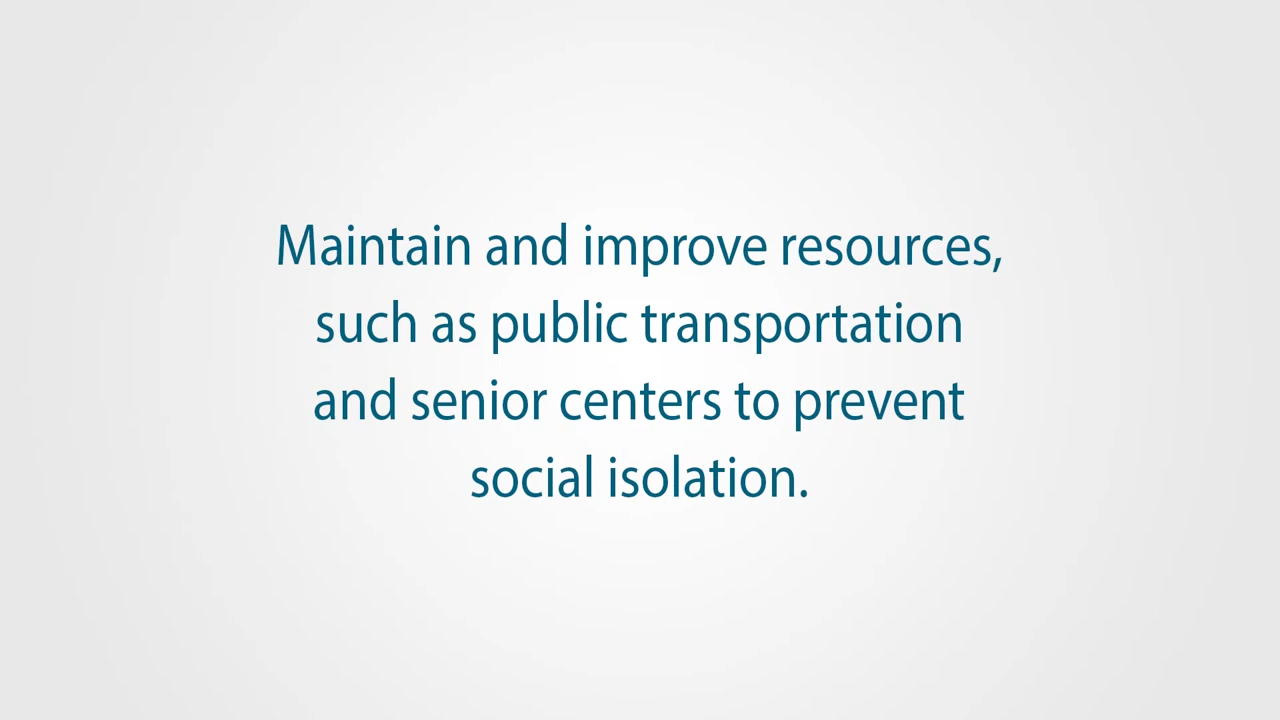 Maintain and improve resources,
such as public transportation
and senior centers to prevent
social isolation.